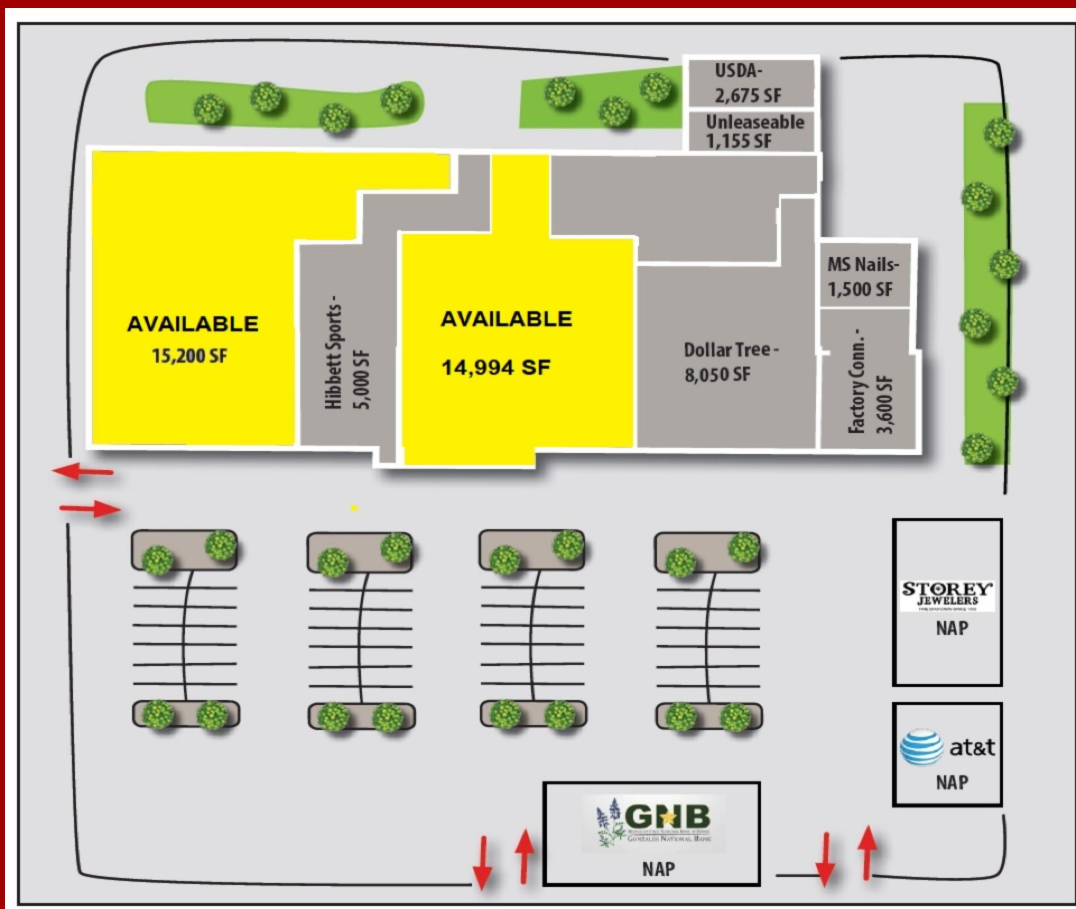 USDA-
2,675 SF
Unleaseable
1,155 SF
MS Nails-
1,500 SF
AVAILABLE
15,200 SF
Hibbett Sports -
5,000 SF
AVAILABLE
14,994 SF
Dollar Tree -
8,050 SF
Factory Conn. -
3,600 SF
STOREY
JEWELERS
NAP
at&t
NAP
GNB
GONZALES NATIONAL BANK
NAP